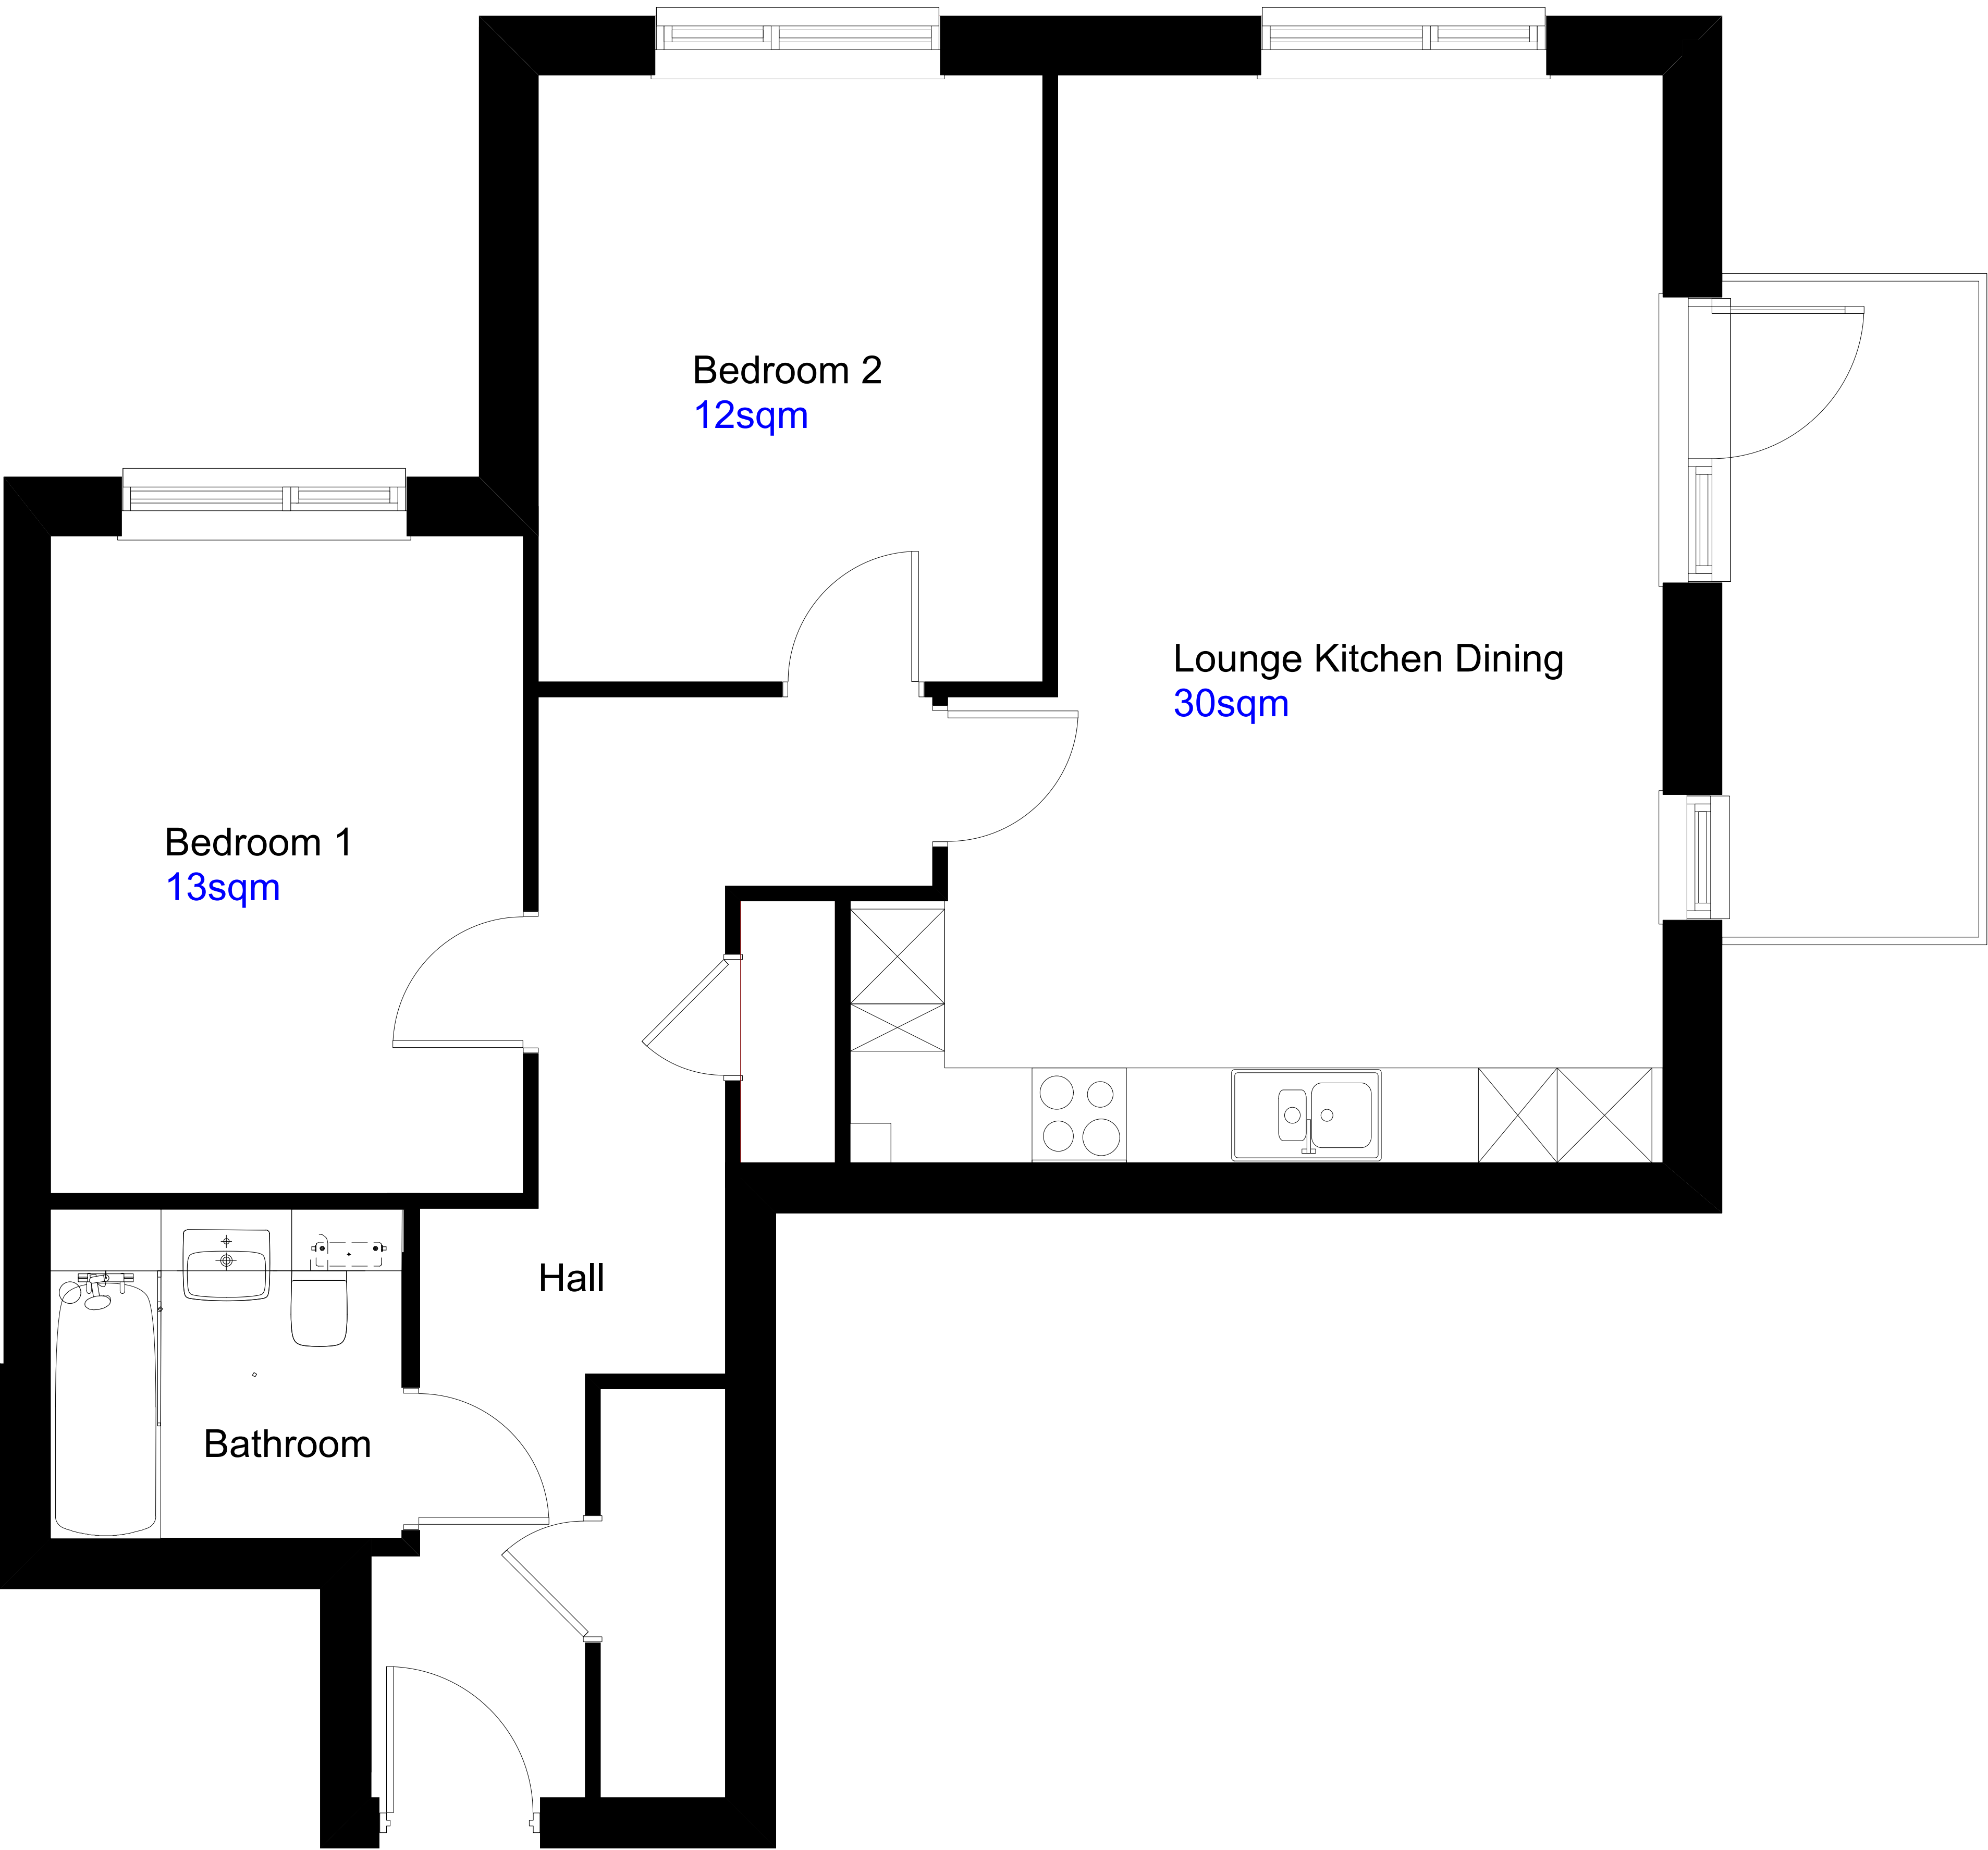 Bedroom 2
12sqm
Lounge Kitchen Dining
30sqm
Bedroom 1
13sqm
Hall
Bathroom